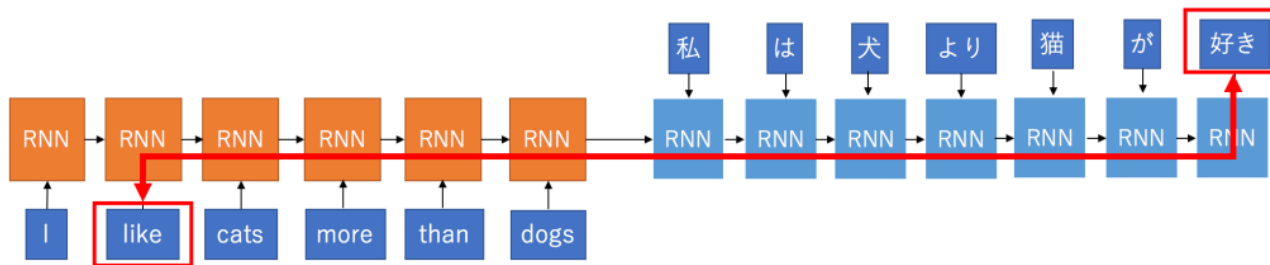 私 は 犬 より 猫 が 好き
RNN RNN RNN RNN RNN RNN RNN RNN RNN RNN RNN RNN RNN
I like cats more than dogs